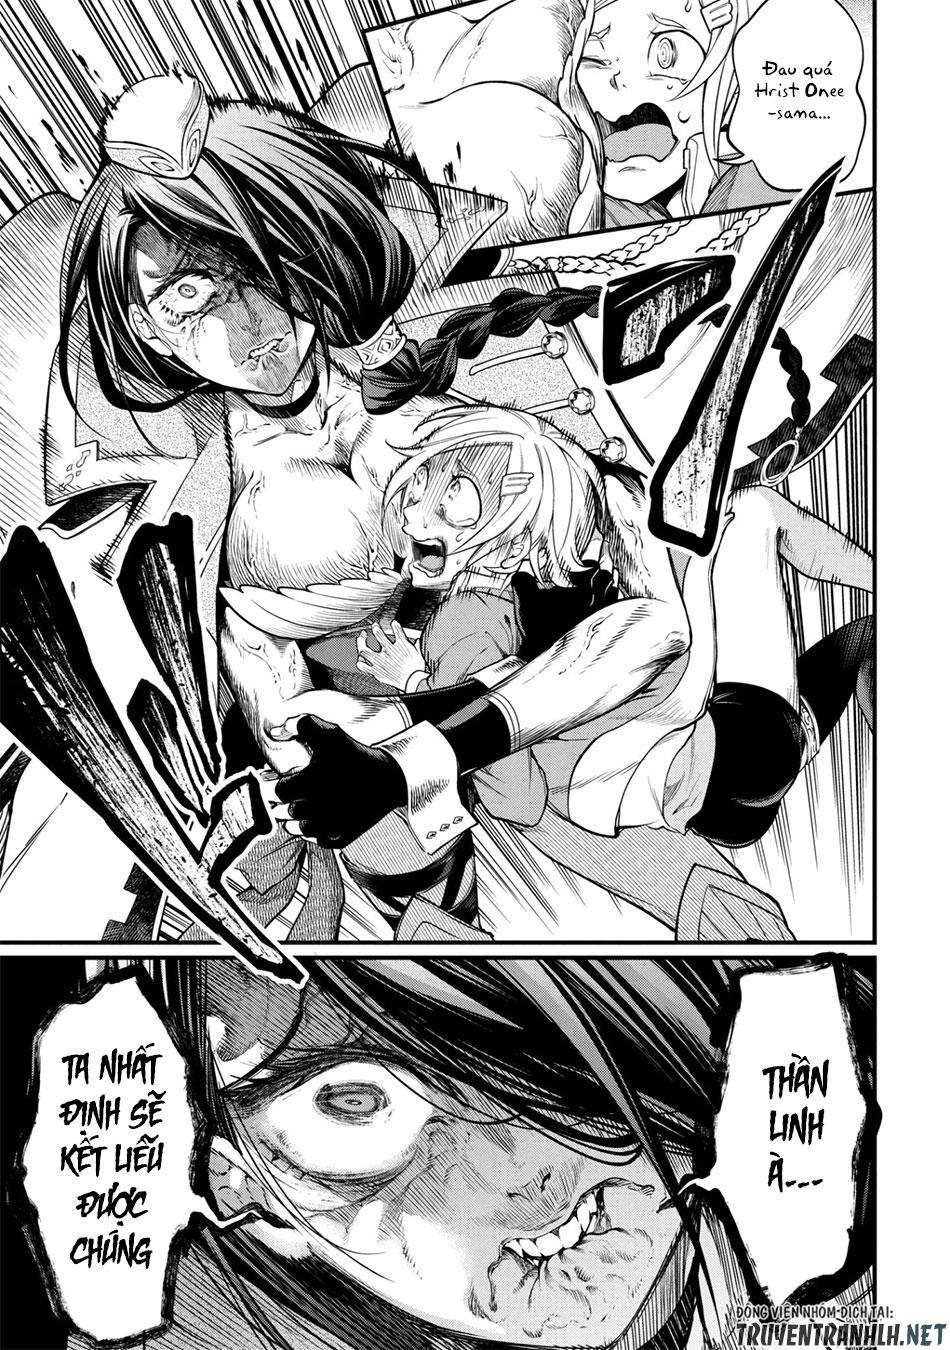 Đau quá
Hrist Onee
-sama...
THẦN
LINH
À...
TA NHẤT
ĐỊNH SẼ
KẾT LIỄU
ĐƯỢC
CHÚNG
ĐỘNG VIÊN NHÓM DỊCH TẠI:
TRUYENTRANHLH.NET